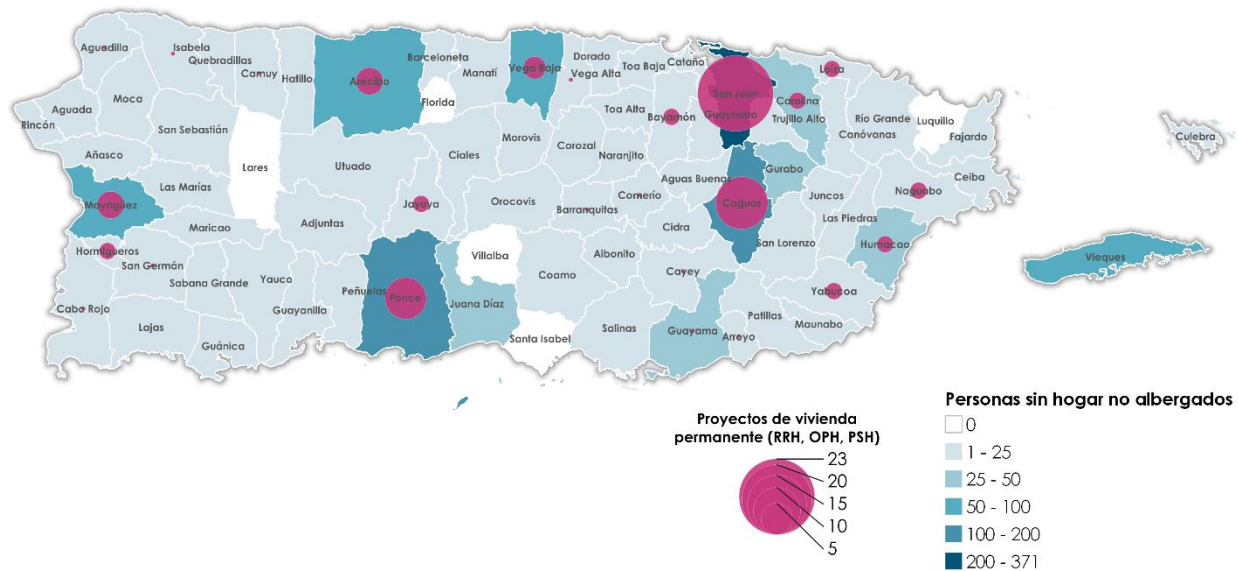 Aguadilla
Isabela
Quebradillas
Camuy
Hatillo
Arecibo
Barceloneta
Manatí
Vega Baja
Dorado
Vega Alta
Toa Baja
Cataño
San Juan
Loíza
Carolina
Florida
Moca
Aguada
Rincón
San Sebastián
Añasco
Lares
Utuado
Ciales
Morovis
Corozal
Toa Alta
Naranjito
Bayamón
Guaynabo
Trujillo Alto
Canóvanas
Río Grande
Luquillo
Fajardo
Culebra
Ceiba
Las Marías
Mayagüez
Maricao
Adjuntas
Jayuya
Orocovis
Barranquitas
Comerío
Aguas Buenas
Caguas
Gurabo
Juncos
Naguabo
Las Piedras
Humacao
Vieques
Hormigueros
San Germán
Sabana Grande
Yauco
Guayanilla
Peñuelas
Ponce
Juana Díaz
Villalba
Coamo
Aibonito
Cidra
Cayey
San Lorenzo
Yabucoa
Cabo Rojo
Lajas
Guánica
Santa Isabel
Salinas
Guayama
Arroyo
Patillas
Maunabo
Proyectos de vivienda
permanente (RRH, OPH, PSH)
23
20
15
10
5
Personas sin hogar no albergados
0
1 - 25
25 - 50
50 - 100
100 - 200
200 - 371